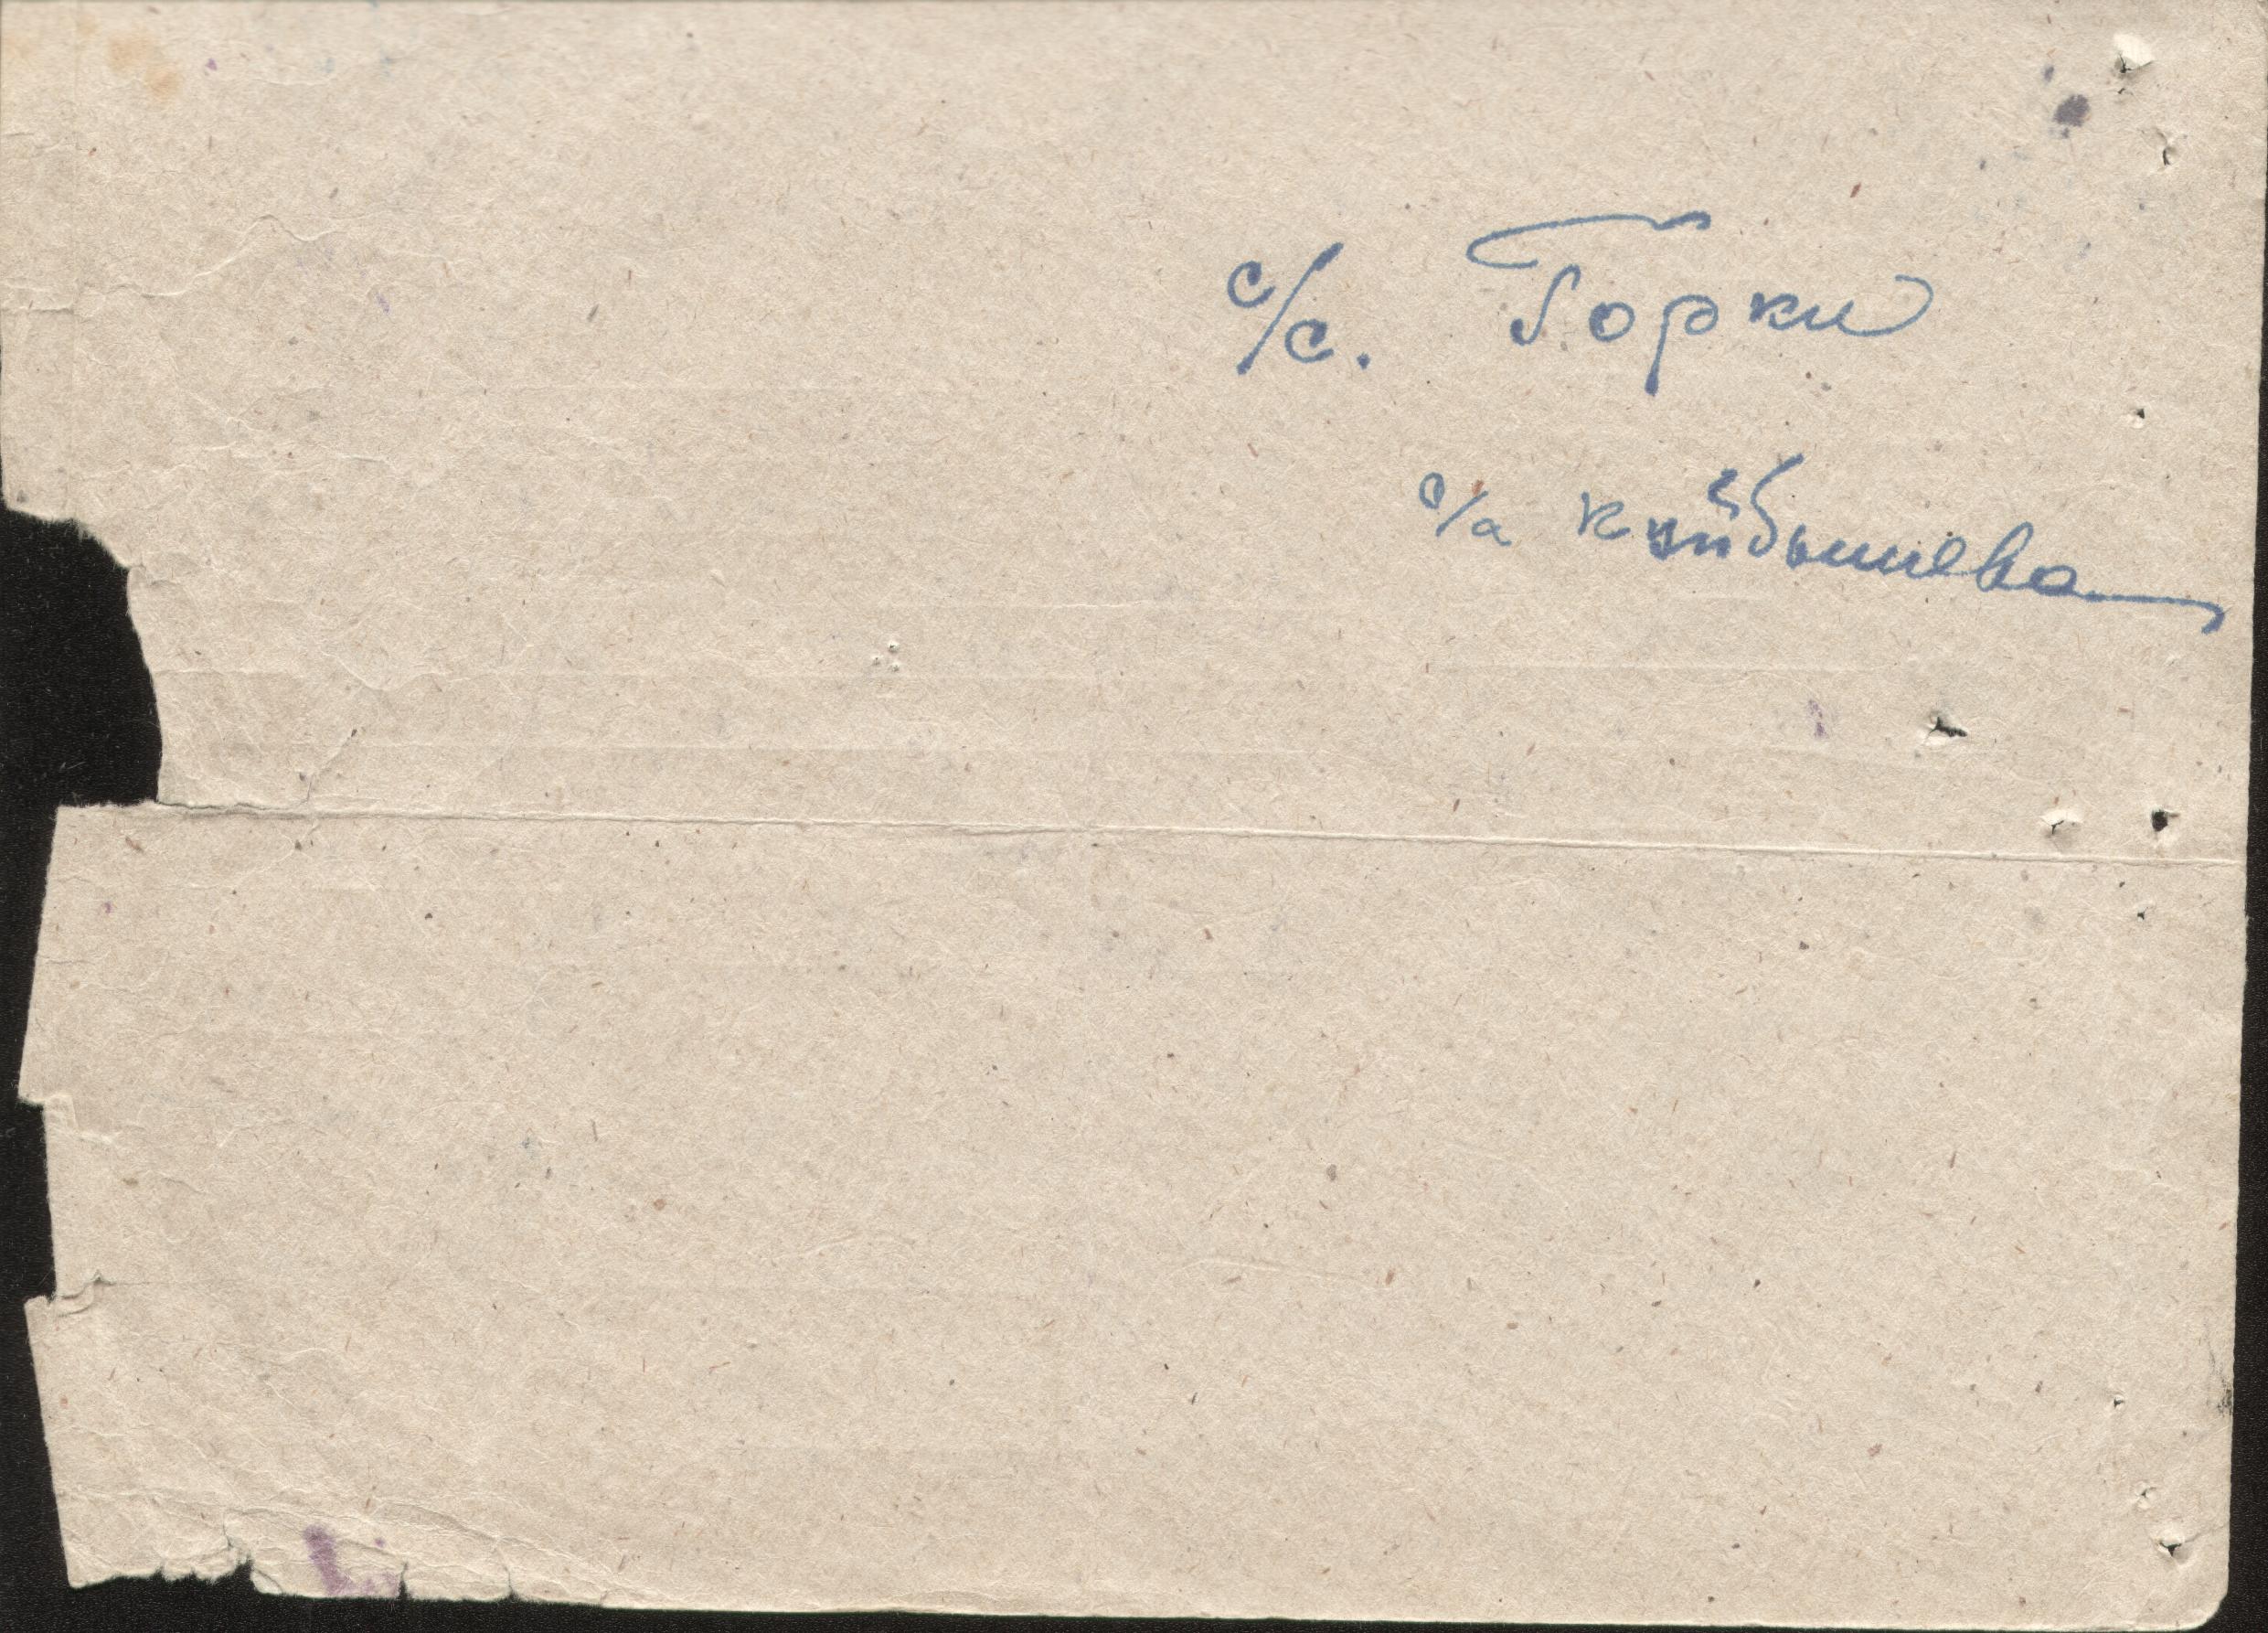 с/с. Горки
с/а куйбышева